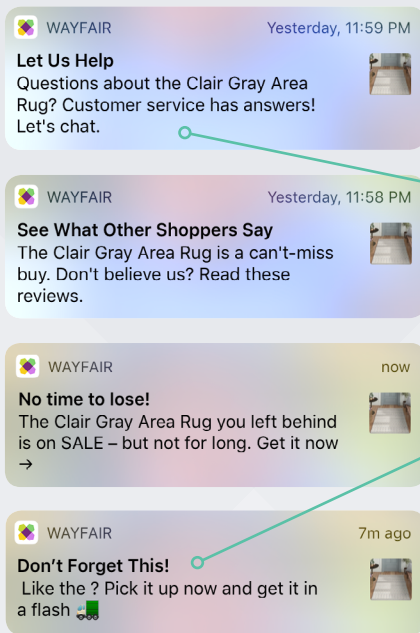 WAYFAIR Yesterday, 11:59 PM
Let Us Help
Questions about the Clair Gray Area
Rug? Customer service has answers!
Let's chat.
WAYFAIR Yesterday, 11:58 PM
See What Other Shoppers Say
The Clair Gray Area Rug is a can't-miss
buy. Don't believe us? Read these
reviews.
WAYFAIR now
No time to lose!
The Clair Gray Area Rug you left behind
is on SALE – but not for long. Get it now
→
WAYFAIR 7m ago
Don’t Forget This!
Like the ? Pick it up now and get it in
a flash 🚛